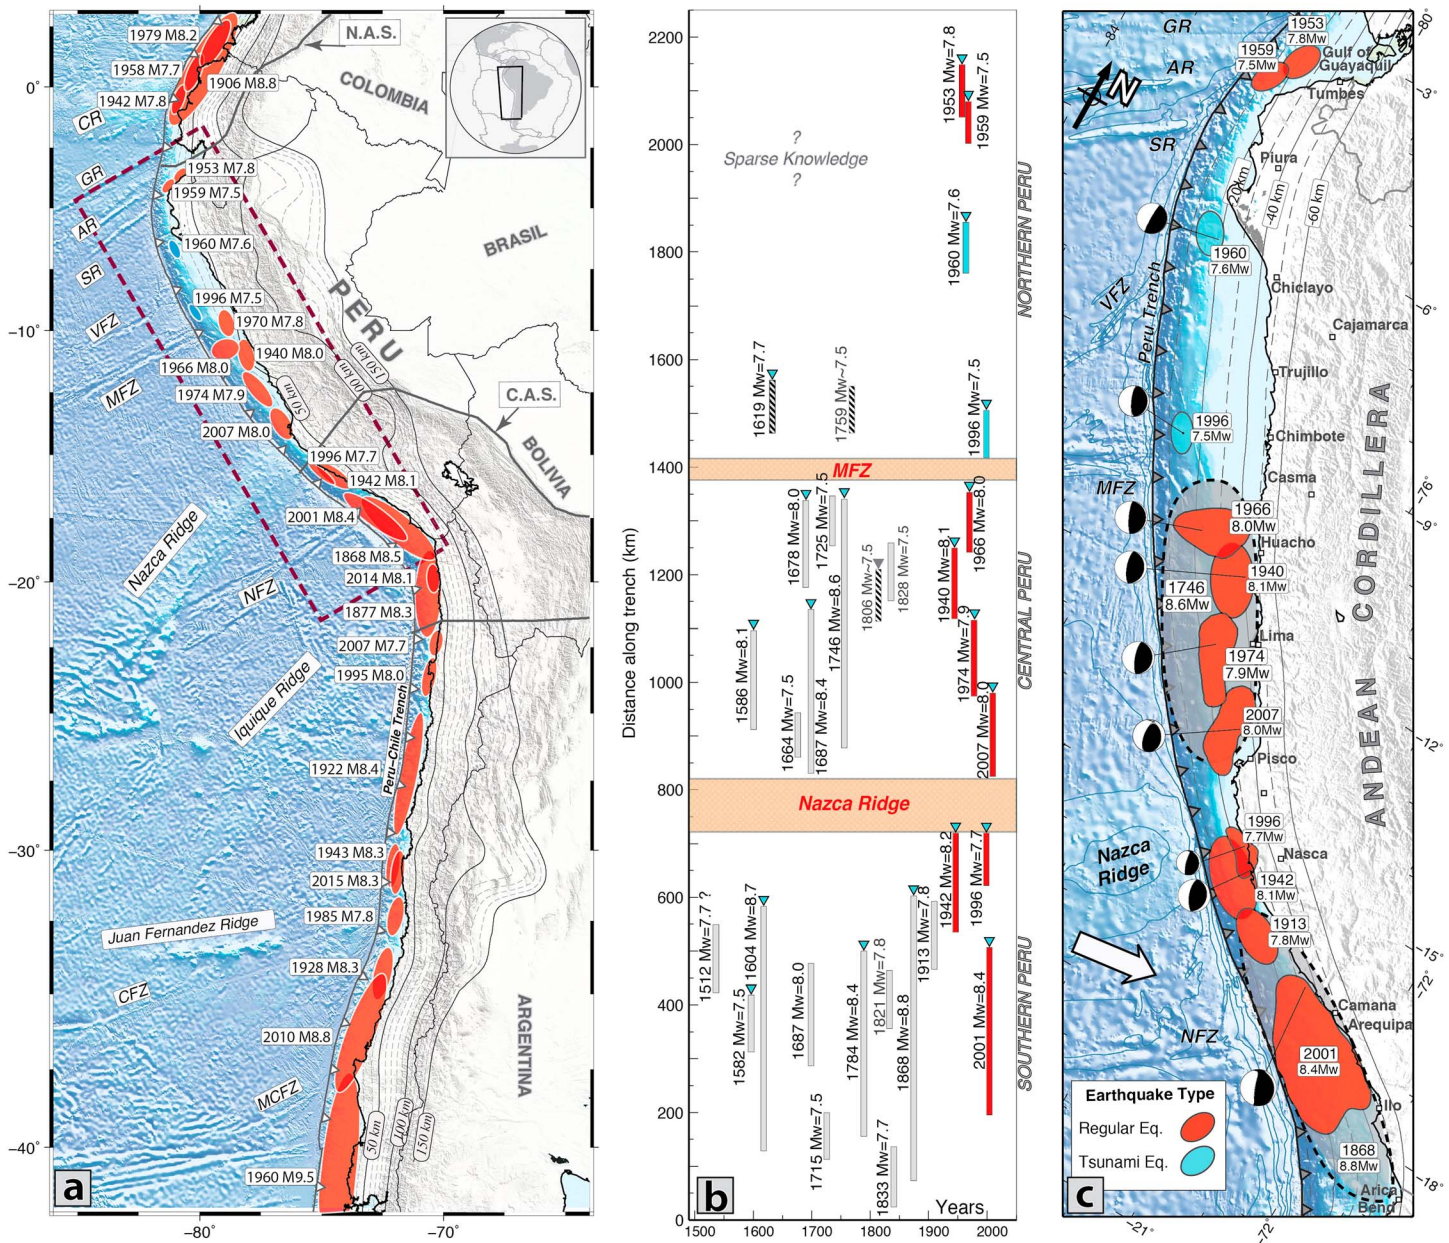 1979 M8.2
N.A.S.
1958 M7.7
1906 M8.8
COLOMBIA
0°
1942 M7.8
CR
GR
1953 M7.8
1959 M7.5
AR
BRASIL
1960 M7.6
SR
PERU
1996 M7.5
1970 M7.8
VFZ
−10°
1940 M8.0
150 km
1966 M8.0
MFZ
1974 M7.9
50 km
C.A.S.
2007 M8.0
1996 M7.7
BOLIVIA
1942 M8.1
2001 M8.4
Nazca Ridge
1868 M8.5
2014 M8.1
−20°
NFZ
1877 M8.3
2007 M7.7
1995 M8.0
Iquique Ridge
Peru-Chile Trench
1922 M8.4
1943 M8.3
−30°
2015 M8.3
1985 M7.8
Juan Fernandez Ridge
1928 M8.3
CFZ
ARGENTINA
2010 M8.8
MCFZ
50 km
100 km
150 km
−40°
1960 M9.5
a
−80°
−70°
Distance along trench (km)
2200
2000
1800
1600
1400
1200
1000
800
600
400
200
0
1953 Mw=7.8
1959 Mw=7.5
?
Sparse Knowledge
?
1960 Mw=7.6
NORTHERN PERU
1619 Mw=7.7
1759 Mw~7.5
1996 Mw=7.5
MFZ
1678 Mw=8.0
1725 Mw=7.5
1966 Mw=8.0
1746 Mw=8.6
1806 Mw~7.5
1828 Mw=7.5
1940 Mw=8.1
1586 Mw=8.1
1664 Mw=7.5
1687 Mw=8.4
1974 Mw=7.9
2007 Mw=8.0
CENTRAL PERU
Nazca Ridge
1512 Mw=7.7 ?
1582 Mw=7.5
1604 Mw=8.7
1687 Mw=8.0
1715 Mw=7.5
1784 Mw=8.4
1821 Mw=7.8
1833 Mw=7.7
1868 Mw=8.8
1913 Mw=7.8
1942 Mw=8.2
1996 Mw=7.7
2001 Mw=8.4
SOUTHERN PERU
b
Years
1500
1600
1700
1800
1900
2000
-84°
GR
1953
7.8Mw
-80°
1959
7.5Mw
Gulf of
Guayaquil
AR
N
Tumbes
-3°
SR
Piura
20 km
40 km
60 km
1960
7.6Mw
VFZ
Peru Trench
Chiclayo
-6°
Cajamarca
Trujillo
1996
7.5Mw
Chimbote
Casma
MFZ
-76°
1966
8.0Mw
Huacho
-9°
1940
8.1Mw
1746
8.6Mw
Lima
1974
7.9Mw
2007
8.0Mw
-12°
Pisco
ANDEAN CORDILLERA
1996
7.7Mw
Nazca
Ridge
Nasca
1942
8.1Mw
1913
7.8Mw
-15°
-72°
Camana
Arequipa
NFZ
2001
8.4Mw
Earthquake Type
Regular Eq.
Tsunami Eq.
Ilo
1868
8.8Mw
Arica
Bend
-18°
c
-21°
-72